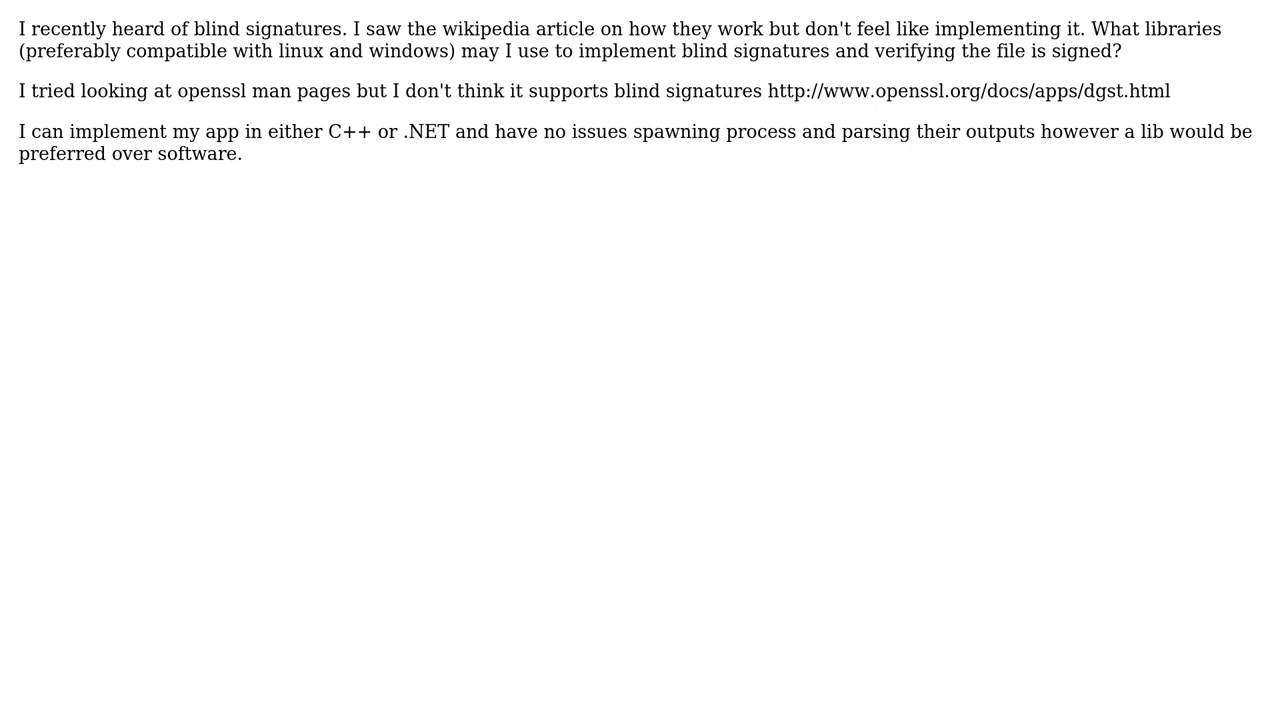 I recently heard of blind signatures. I saw the wikipedia article on how they work but don't feel like implementing it. What libraries
(preferably compatible with linux and windows) may I use to implement blind signatures and verifying the file is signed?
I tried looking at openssl man pages but I don't think it supports blind signatures http://www.openssl.org/docs/apps/dgst.html
I can implement my app in either C++ or .NET and have no issues spawning process and parsing their outputs however a lib would be
preferred over software.